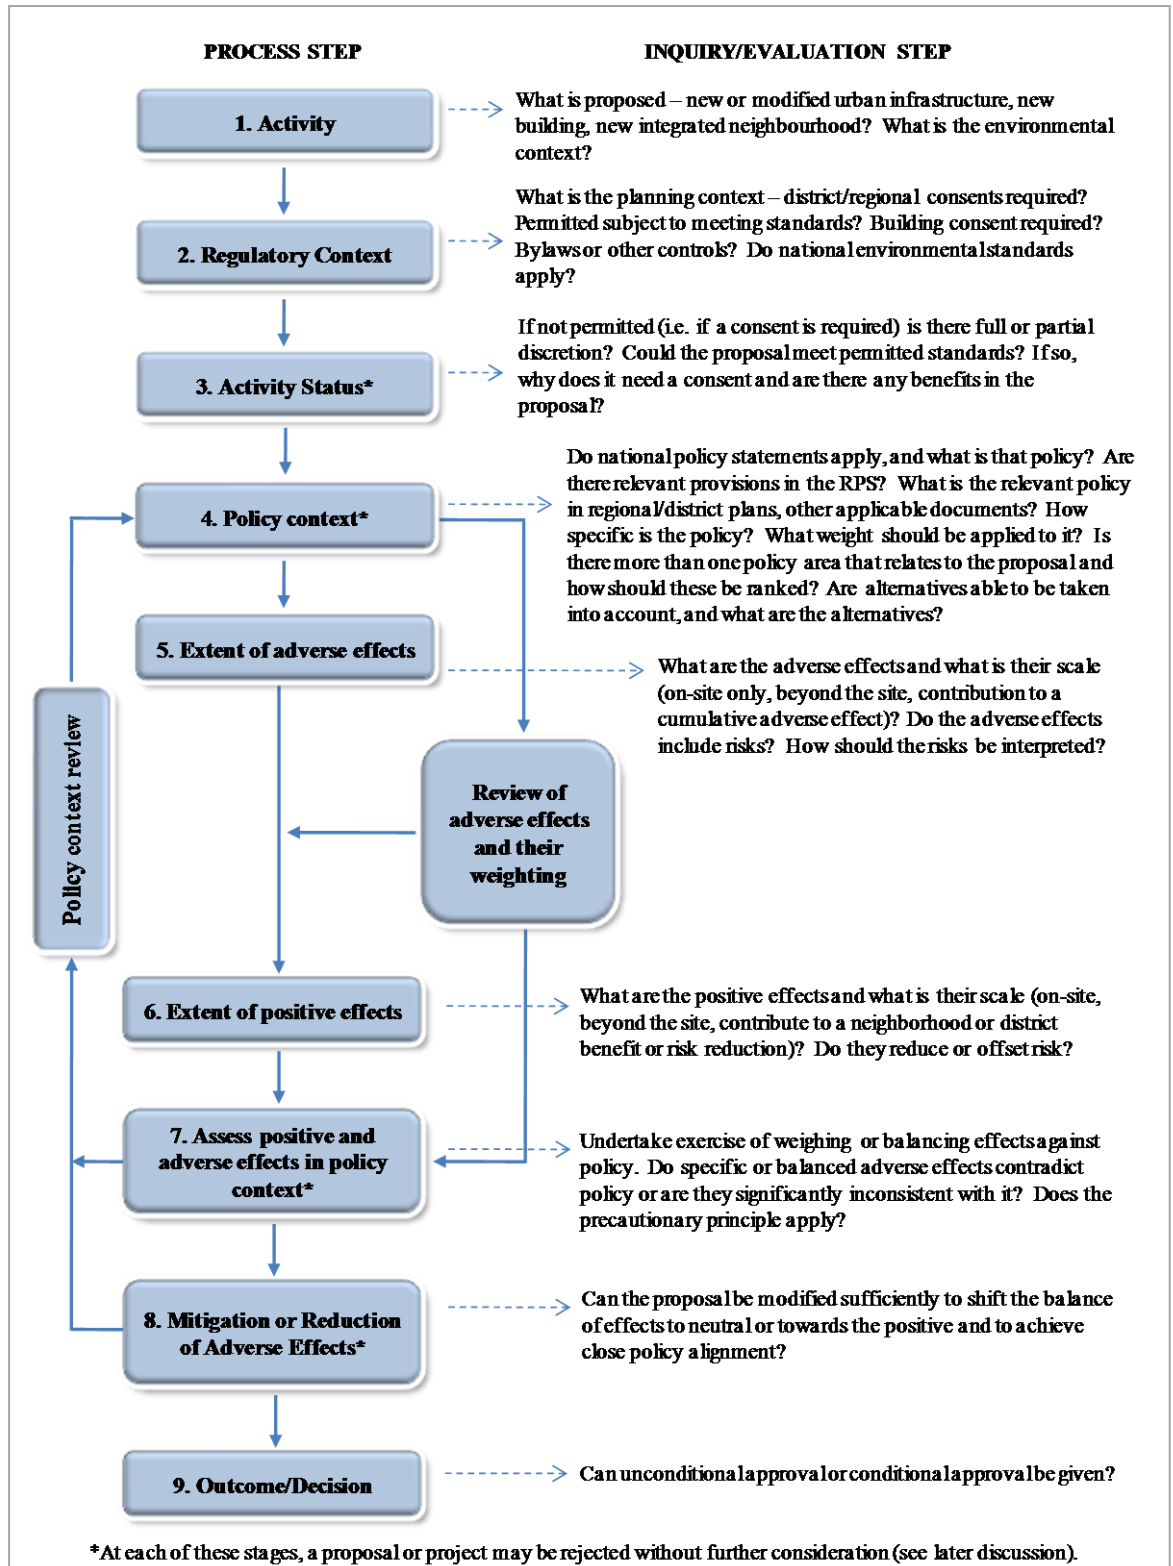 PROCESS STEP
INQUIRY/EVALUATION STEP
1. Activity
What is proposed – new or modified urban infrastructure, new
building, new integrated neighbourhood? What is the environmental
context?
2. Regulatory Context
What is the planning context – district/regional consents required?
Permitted subject to meeting standards? Building consent required?
Bylaws or other controls? Do national environmental standards
apply?
3. Activity Status*
If not permitted (i.e. if a consent is required) is there full or partial
discretion? Could the proposal meet permitted standards? If so,
why does it need a consent and are there any benefits in the
proposal?
4. Policy context*
Do national policy statements apply, and what is that policy? Are
there relevant provisions in the RPS? What is the relevant policy
in regional/district plans, other applicable documents? How
specific is the policy? What weight should be applied to it? Is
there more than one policy area that relates to the proposal and
how should these be ranked? Are alternatives able to be taken
into account, and what are the alternatives?
5. Extent of adverse effects
What are the adverse effects and what is their scale
(on-site only, beyond the site, contribution to a
cumulative adverse effect)? Do the adverse effects
include risks? How should the risks be interpreted?
Policy context review
Review of
adverse effects
and their
weighting
6. Extent of positive effects
What are the positive effects and what is their scale (on-site,
beyond the site, contribute to a neighborhood or district
benefit or risk reduction)? Do they reduce or offset risk?
7. Assess positive and
adverse effects in policy
context*
Undertake exercise of weighing or balancing effects against
policy. Do specific or balanced adverse effects contradict
policy or are they significantly inconsistent with it? Does the
precautionary principle apply?
8. Mitigation or Reduction
of Adverse Effects*
Can the proposal be modified sufficiently to shift the balance
of effects to neutral or towards the positive and to achieve
close policy alignment?
9. Outcome/Decision
Can unconditional approval or conditional approval be given?
*At each of these stages, a proposal or project may be rejected without further consideration (see later discussion).